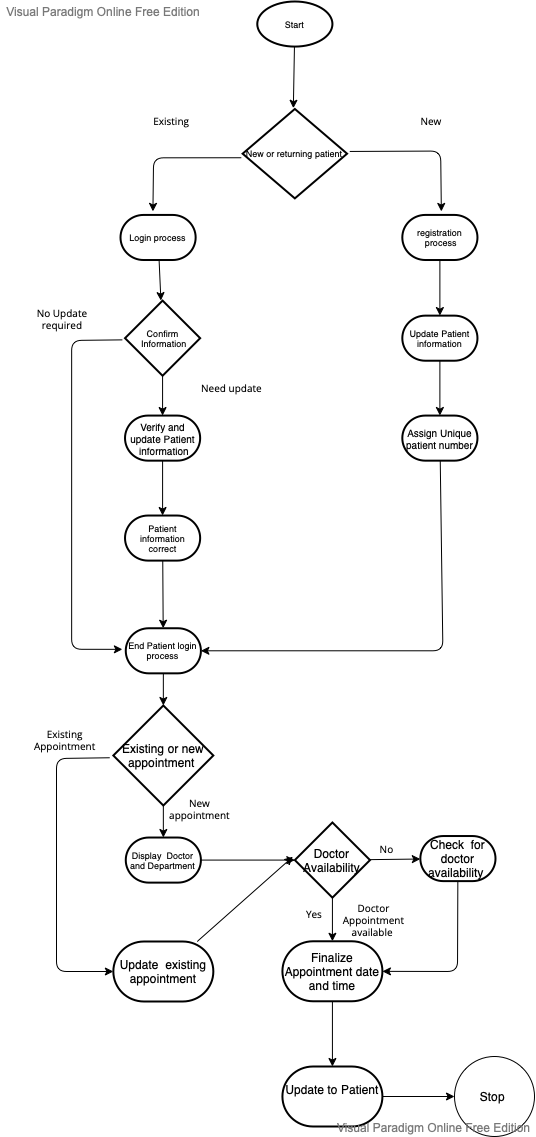 Visual Paradigm Online Free Edition
Start
Existing
New
New or returning patient
Login process
registration
process
No Update
required
Confirm
Information
Update Patient
information
Need update
Verify and
update Patient
information
Assign Unique
patient number
Patient
information
correct
End Patient login
process
Existing
Appointment
Existing or new
appointment
New
appointment
Display Doctor
and Department
Doctor
Availability
No
Check for
doctor
availability
Yes
Doctor
Appointment
available
Update existing
appointment
Finalize
Appointment date
and time
Update to Patient
Stop
Visual Paradigm Online Free Edition